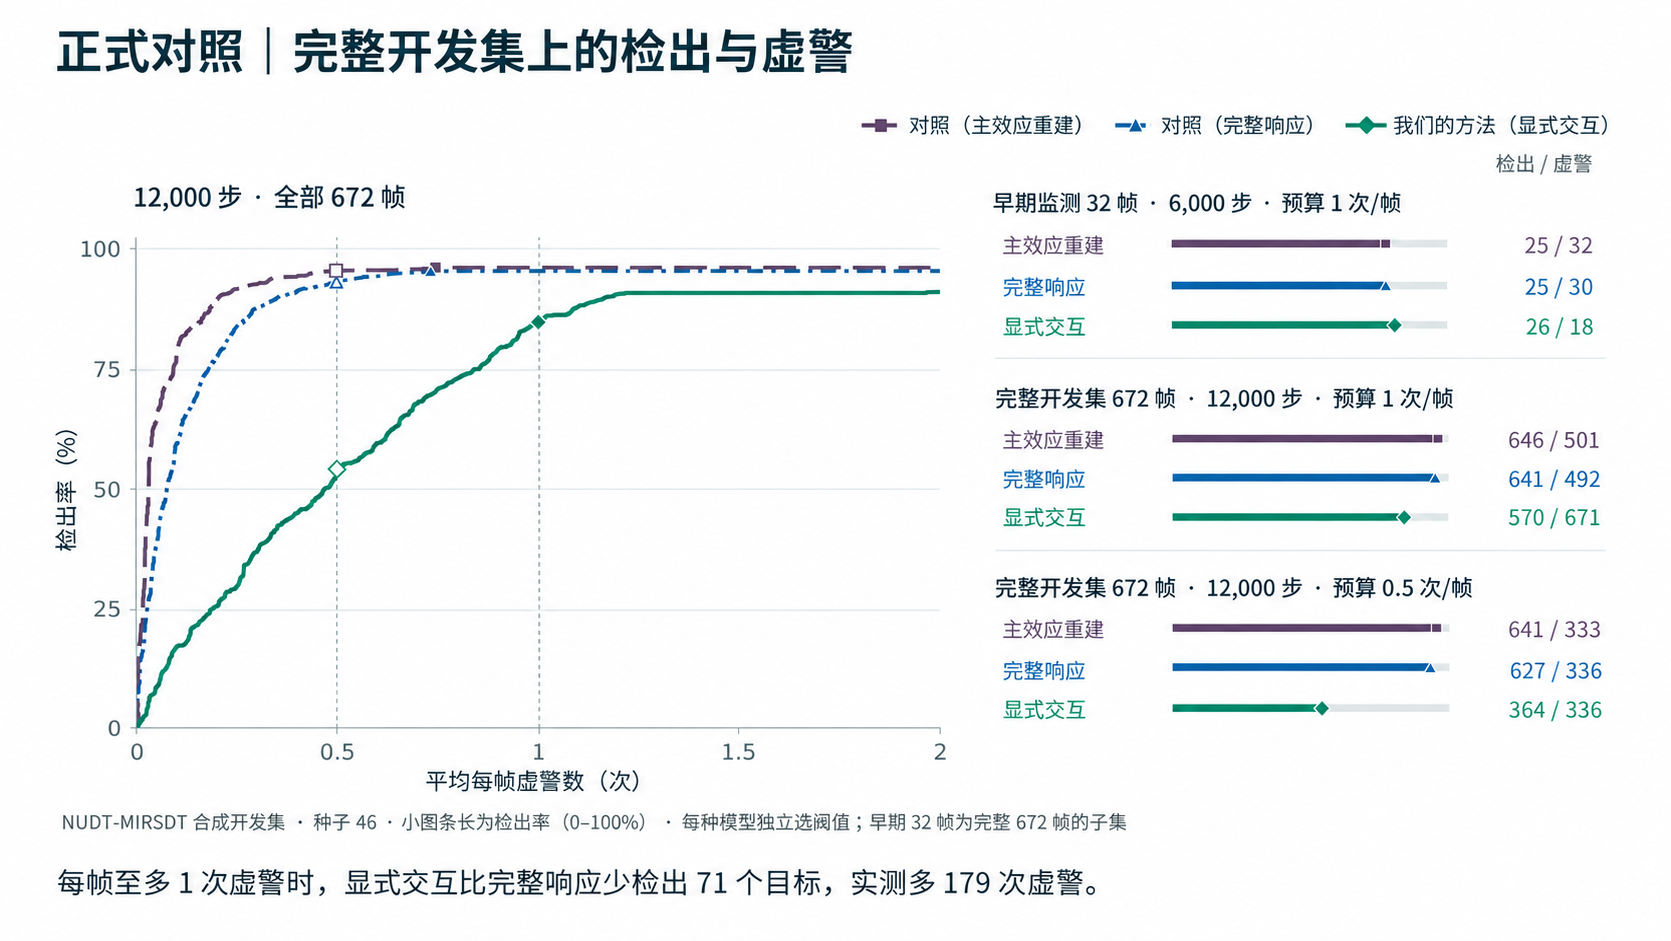 正式对照｜完整开发集上的检出与虚警
对照（主效应重建） 对照（完整响应） 我们的方法（显式交互）
检出 / 虚警
12,000 步 · 全部 672 帧
100
75
50
25
0
检出率（%）
0 0.5 1 1.5 2
平均每帧虚警数（次）
早期监测 32 帧 · 6,000 步 · 预算 1 次/帧
主效应重建 25 / 32
完整响应 25 / 30
显式交互 26 / 18
完整开发集 672 帧 · 12,000 步 · 预算 1 次/帧
主效应重建 646 / 501
完整响应 641 / 492
显式交互 570 / 671
完整开发集 672 帧 · 12,000 步 · 预算 0.5 次/帧
主效应重建 641 / 333
完整响应 627 / 336
显式交互 364 / 336
NUDT-MIRSDT 合成开发集 · 种子 46 · 小图条长为检出率（0–100%） · 每种模型独立选阈值；早期 32 帧为完整 672 帧的子集
每帧至多 1 次虚警时，显式交互比完整响应少检出 71 个目标，实测多 179 次虚警。